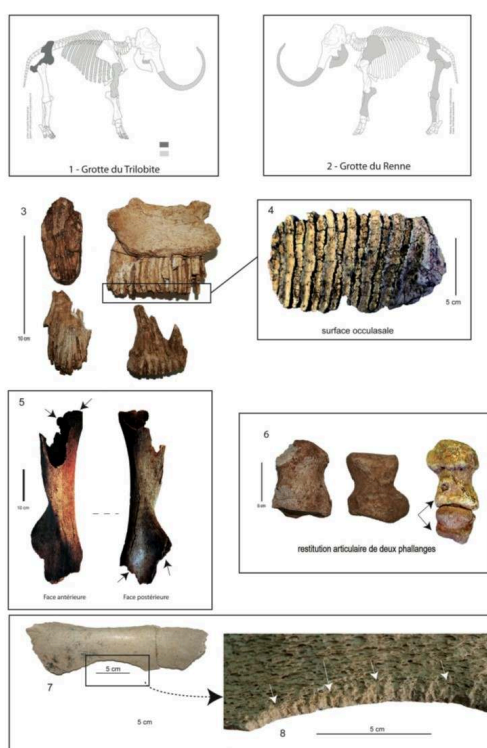 1 - Grotte du Trilobite
2 - Grotte du Renne
3
10 cm
4
5 cm
surface occulasale
5
10 cm
Face antérieure
Face postérieure
6
restitution articulaire de deux phallanges
7
5 cm
5 cm
8
5 cm